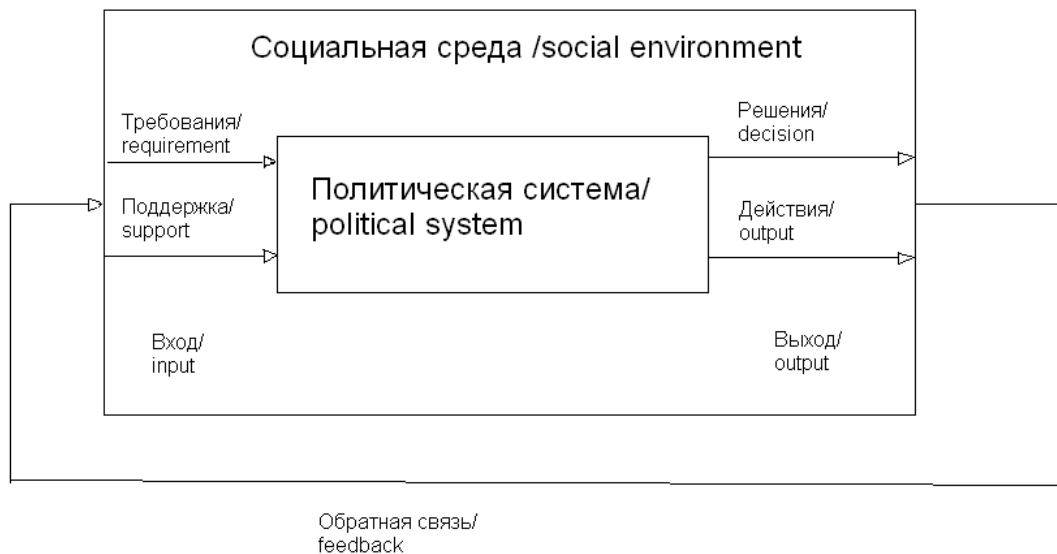 Социальная среда /social environment
Требования/
requirement
Решения/
decision
Политическая система/
political system
Поддержка/
support
Действия/
output
Вход/
input
Выход/
output
Обратная связь/
feedback